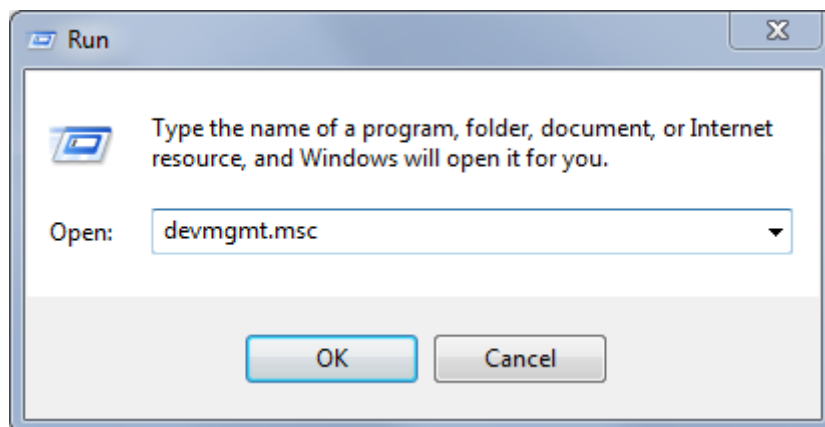 Run
Type the name of a program, folder, document, or Internet
resource, and Windows will open it for you.
Open: devmgmt.msc
OK Cancel